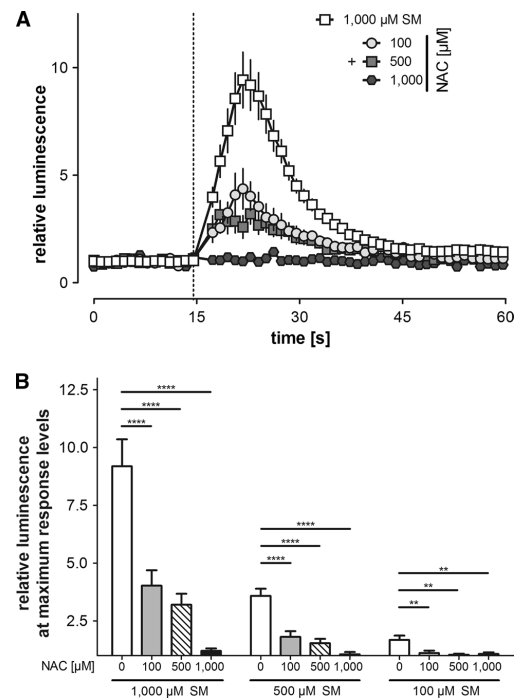 A
1,000 µM SM
100
+ 500
1,000
NAC [µM]
relative luminescence
10
5
0
0 15 30 45 60
time [s]
B
relative luminescence
at maximum response levels
12.5
10.0
7.5
5.0
2.5
****
****
****
****
****
****
**
**
**
NAC [µM] 0 100 500 1,000 0 100 500 1,000 0 100 500 1,000
1,000 µM SM 500 µM SM 100 µM SM